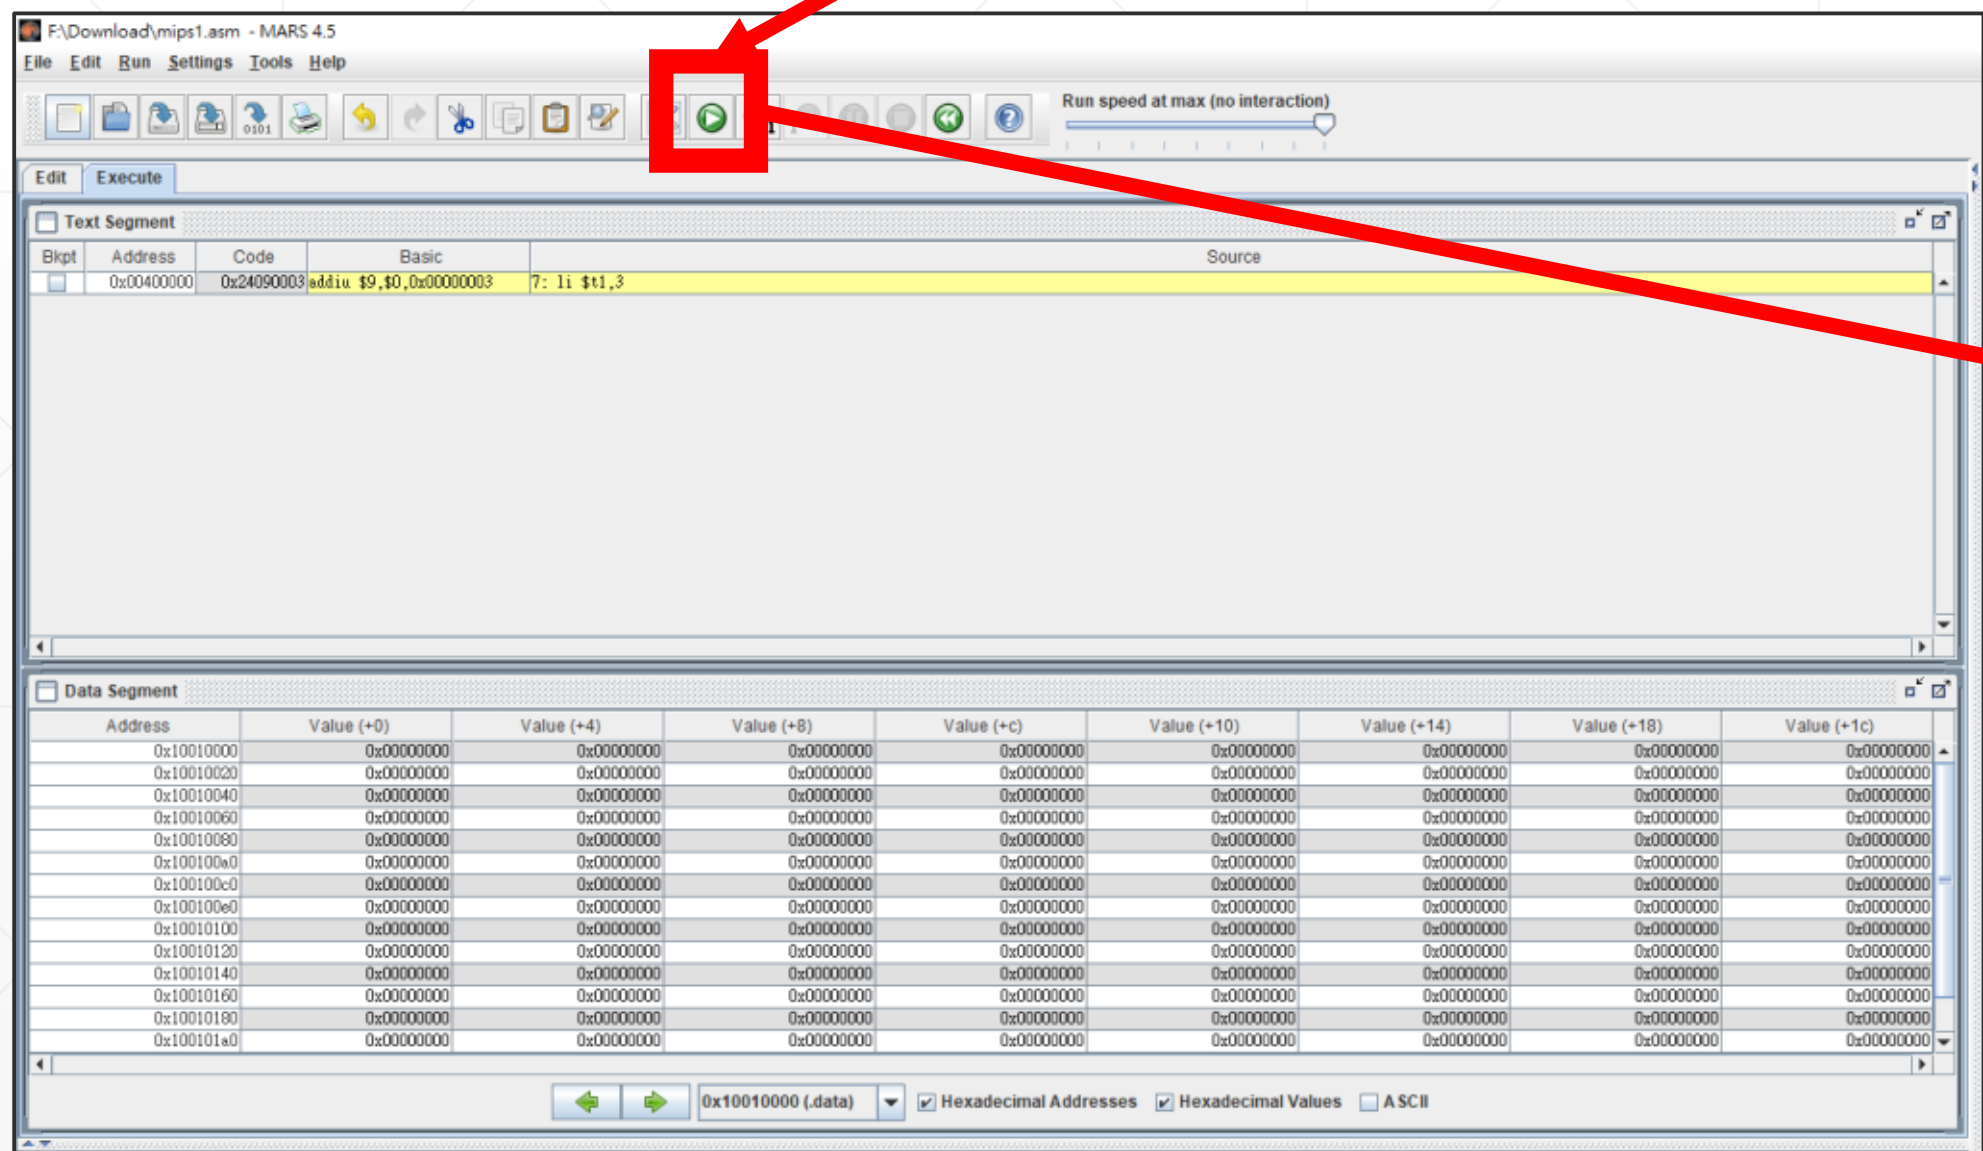 F:\Download\mips1.asm - MARS 4.5
File Edit Run Settings Tools Help
0101
Run speed at max (no interaction)
Edit Execute
Text Segment
Bkpt Address Code Basic Source
0x00400000 0x24090003 addiu $9,$0,0x00000003 7: li $t1,3
Data Segment
Address Value (+0) Value (+4) Value (+8) Value (+c) Value (+10) Value (+14) Value (+18) Value (+1c)
0x10010000 0x00000000 0x00000000 0x00000000 0x00000000 0x00000000 0x00000000 0x00000000 0x00000000
0x10010020 0x00000000 0x00000000 0x00000000 0x00000000 0x00000000 0x00000000 0x00000000 0x00000000
0x10010040 0x00000000 0x00000000 0x00000000 0x00000000 0x00000000 0x00000000 0x00000000 0x00000000
0x10010060 0x00000000 0x00000000 0x00000000 0x00000000 0x00000000 0x00000000 0x00000000 0x00000000
0x10010080 0x00000000 0x00000000 0x00000000 0x00000000 0x00000000 0x00000000 0x00000000 0x00000000
0x100100a0 0x00000000 0x00000000 0x00000000 0x00000000 0x00000000 0x00000000 0x00000000 0x00000000
0x100100c0 0x00000000 0x00000000 0x00000000 0x00000000 0x00000000 0x00000000 0x00000000 0x00000000
0x100100e0 0x00000000 0x00000000 0x00000000 0x00000000 0x00000000 0x00000000 0x00000000 0x00000000
0x10010100 0x00000000 0x00000000 0x00000000 0x00000000 0x00000000 0x00000000 0x00000000 0x00000000
0x10010120 0x00000000 0x00000000 0x00000000 0x00000000 0x00000000 0x00000000 0x00000000 0x00000000
0x10010140 0x00000000 0x00000000 0x00000000 0x00000000 0x00000000 0x00000000 0x00000000 0x00000000
0x10010160 0x00000000 0x00000000 0x00000000 0x00000000 0x00000000 0x00000000 0x00000000 0x00000000
0x10010180 0x00000000 0x00000000 0x00000000 0x00000000 0x00000000 0x00000000 0x00000000 0x00000000
0x100101a0 0x00000000 0x00000000 0x00000000 0x00000000 0x00000000 0x00000000 0x00000000 0x00000000
0x10010000 (.data) Hexadecimal Addresses Hexadecimal Values ASCII